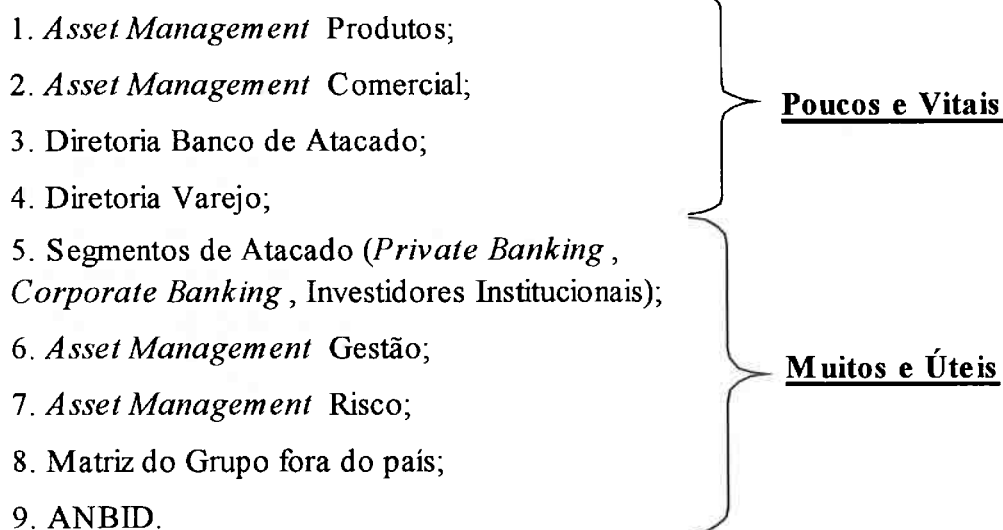 1. Asset Management Produtos;
2. Asset Management Comercial;
3. Diretoria Banco de Atacado;
4. Diretoria Varejo;
Poucos e Vitais
5. Segmentos de Atacado (Private Banking,
Corporate Banking, Investidores Institucionais);
6. Asset Management Gestão;
7. Asset Management Risco;
8. Matriz do Grupo fora do país;
9. ANBID.
Muitos e Úteis